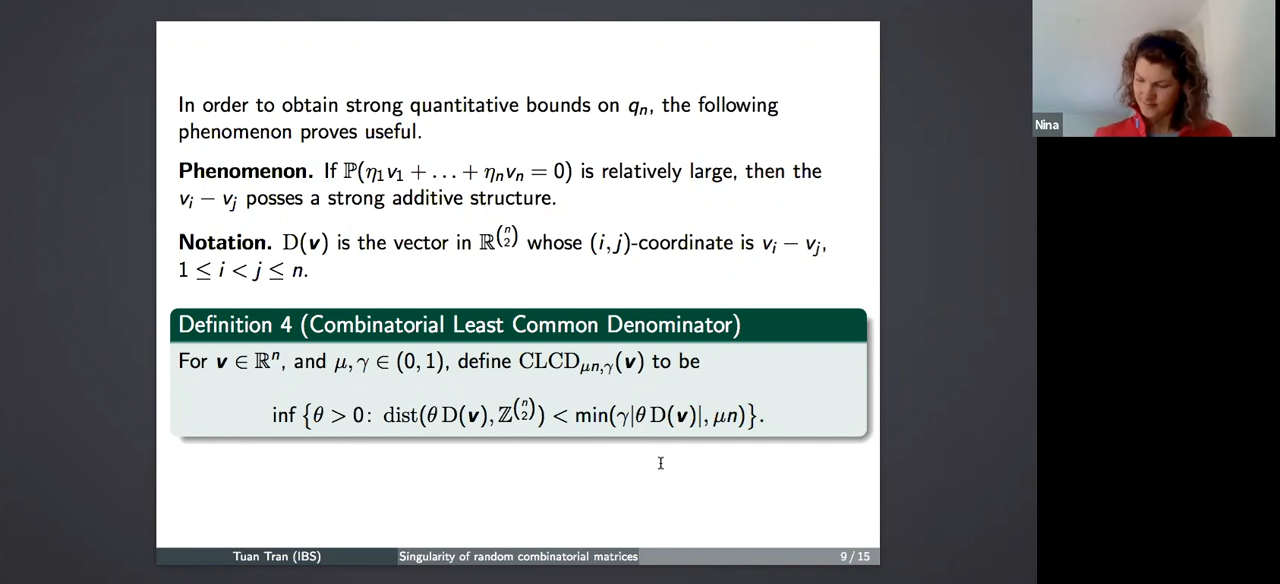 In order to obtain strong quantitative bounds on qₙ, the following
phenomenon proves useful.
Phenomenon. If ℙ(η₁v₁ + … + ηₙvₙ = 0) is relatively large, then the
vᵢ − vⱼ posses a strong additive structure.
Notation. D(v) is the vector in ℝ^(n choose 2) whose (i, j)-coordinate is vᵢ − vⱼ,
1 ≤ i < j ≤ n.
Definition 4 (Combinatorial Least Common Denominator)
For v ∈ ℝⁿ, and μ, γ ∈ (0, 1), define CLCD_{μn,γ}(v) to be
inf {θ > 0: dist(θ D(v), ℤ^(n choose 2)) < min(γ|θ D(v)|, μn)}.
Tuan Tran (IBS) Singularity of random combinatorial matrices 9 / 15
Nina